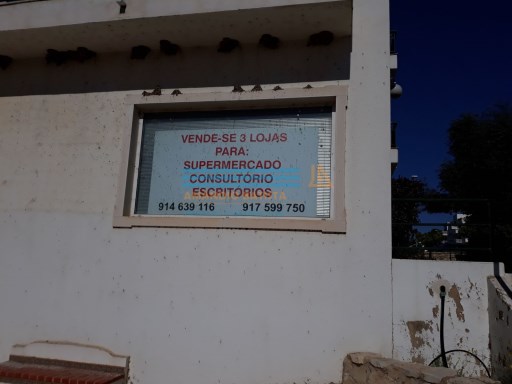 VENDE-SE 3 LOJAS
PARA:
SUPERMERCADO
CONSULTÓRIO
ESCRITÓRIOS
914 639 116 917 599 750